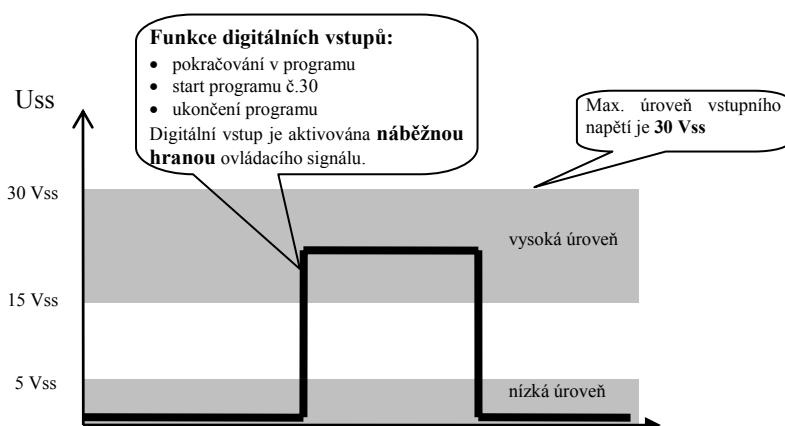 Funkce digitálních vstupů:
• pokračování v programu
• start programu č.30
• ukončení programu
Digitální vstup je aktivována náběžnou
hranou ovládacího signálu.
Uss
Max. úroveň vstupního
napětí je 30 Vss
30 Vss
vysoká úroveň
15 Vss
5 Vss
nízká úroveň